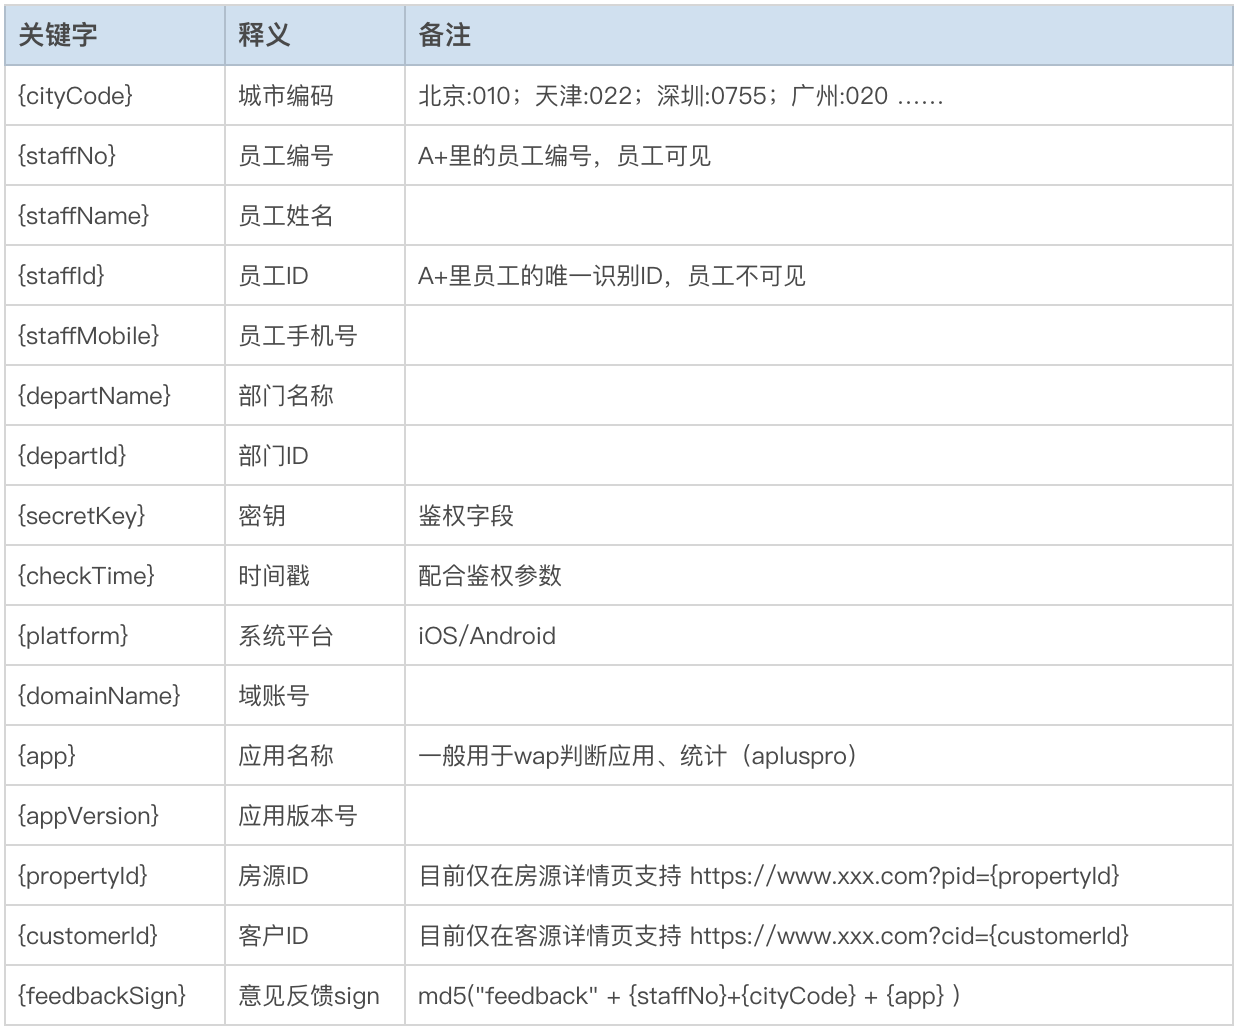 关键字 释义 备注
{cityCode} 城市编码 北京:010；天津:022；深圳:0755；广州:020 ……
{staffNo} 员工编号 A+里的员工编号，员工可见
{staffName} 员工姓名
{staffId} 员工ID A+里员工的唯一识别ID，员工不可见
{staffMobile} 员工手机号
{departName} 部门名称
{departId} 部门ID
{secretKey} 密钥 鉴权字段
{checkTime} 时间戳 配合鉴权参数
{platform} 系统平台 iOS/Android
{domainName} 域账号
{app} 应用名称 一般用于wap判断应用、统计（apluspro）
{appVersion} 应用版本号
{propertyId} 房源ID 目前仅在房源详情页支持 https://www.xxx.com?pid={propertyId}
{customerId} 客户ID 目前仅在客源详情页支持 https://www.xxx.com?cid={customerId}
{feedbackSign} 意见反馈sign md5("feedback" + {staffNo}+{cityCode} + {app} )